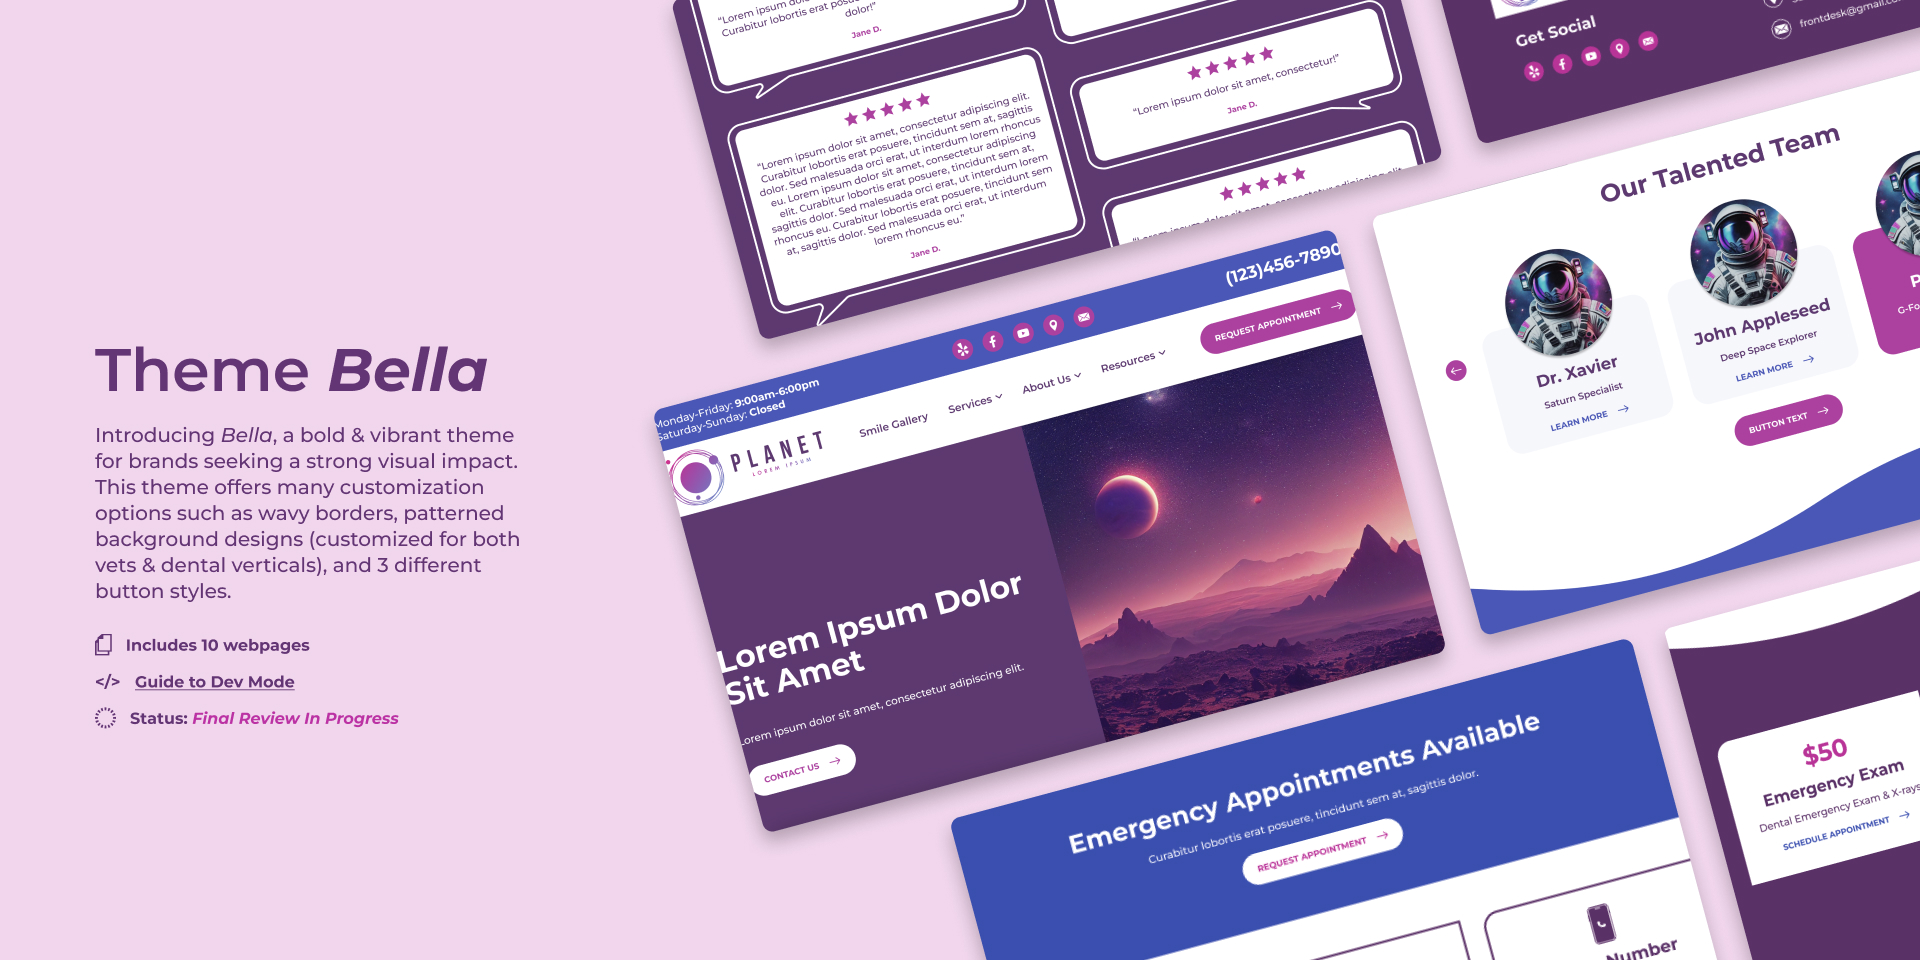 Theme Bella
Introducing Bella, a bold & vibrant theme
for brands seeking a strong visual impact.
This theme offers many customization
options such as wavy borders, patterned
background designs (customized for both
vets & dental verticals), and 3 different
button styles.
Includes 10 webpages
</> Guide to Dev Mode
Status: Final Review In Progress
“Lorem ipsum
Curabitur lobortis erat
dolor!”
Jane D.
“Lorem ipsum dolor sit amet, consectetur adipiscing elit.
Curabitur lobortis erat posuere, tincidunt sem at, sagittis
dolor. Sed malesuada orci erat, ut interdum lorem rhoncus
eu. Lorem ipsum dolor sit amet, consectetur adipiscing
elit. Curabitur lobortis erat posuere, tincidunt sem at,
sagittis dolor. Sed malesuada orci erat, ut interdum lorem
rhoncus eu. Curabitur lobortis erat posuere, tincidunt sem
at, sagittis dolor. Sed malesuada orci erat, ut interdum
lorem rhoncus eu.”
Jane D.
“Lorem ipsum dolor sit amet, consectetur!”
Jane D.
Get Social
Our Talented Team
Dr. Xavier
Saturn Specialist
LEARN MORE
John Appleseed
Deep Space Explorer
LEARN MORE
BUTTON TEXT
Monday-Friday: 9:00am-6:00pm
Saturday-Sunday: Closed
(123)456-7890
PLANET
LOREM IPSUM
Smile Gallery
Services
About Us
Resources
REQUEST APPOINTMENT
Lorem Ipsum Dolor
Sit Amet
Lorem ipsum dolor sit amet, consectetur adipiscing elit.
CONTACT US
Emergency Appointments Available
Curabitur lobortis erat posuere, tincidunt sem at, sagittis dolor.
REQUEST APPOINTMENT
Number
$50
Emergency Exam
Dental Emergency Exam & X-rays
SCHEDULE APPOINTMENT